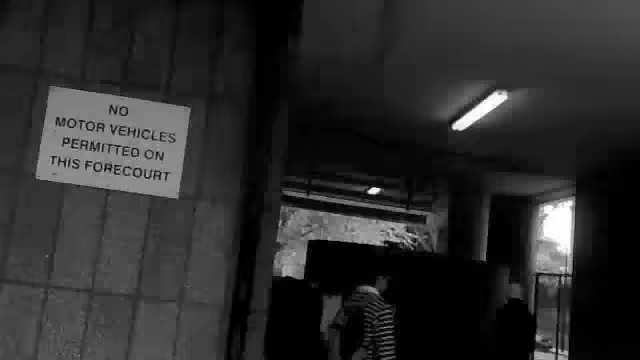 NO
MOTOR VEHICLES
PERMITTED ON
THIS FORECOURT